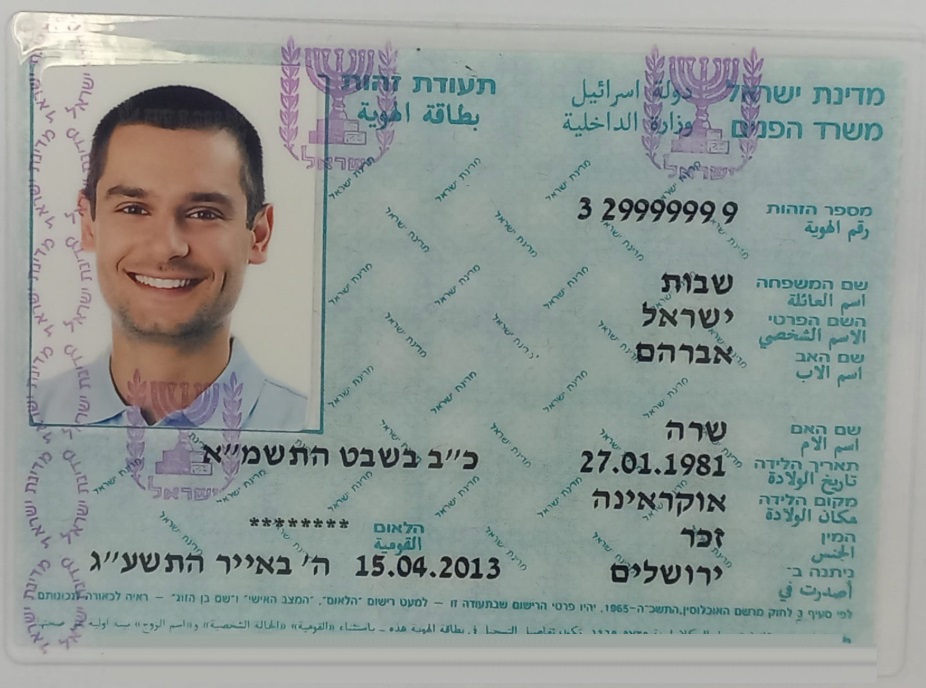 מדינת ישראל دولة اسرائيل
תעודת זהות
משרד הפנים وزارة الداخلية
بطاقة الهوية
מספר הזהות 3 2999999 9
رقم الهوية
שם המשפחה שבות
اسم العائلة
השם הפרטי ישראל
الاسم الشخصي
שם האב אברהם
اسم الاب
שם האם שרה
اسم الام
תאריך הלידה 27.01.1981 כ״ב בשבט התשמ״א
تاريخ الولادة
מקום הלידה אוקראינה
مكان الولادة
המין זכר
الجنس
הלאום ********
القومية
ניתנה ב־ ירושלים 15.04.2013 ה' באייר התשע״ג
أصدرت في
לפי סעיף 3 לחוק מרשם האוכלוסין,התשכ"ה-1965, יהיו פרטי הרישום שבתעודה זו – למעט רישום "הלאום", "המצב האישי" ו"שם בן הזוג" – ראיה לכאורה לנכונותם
ישראל
ישראל
ישראל
מדינת ישראל